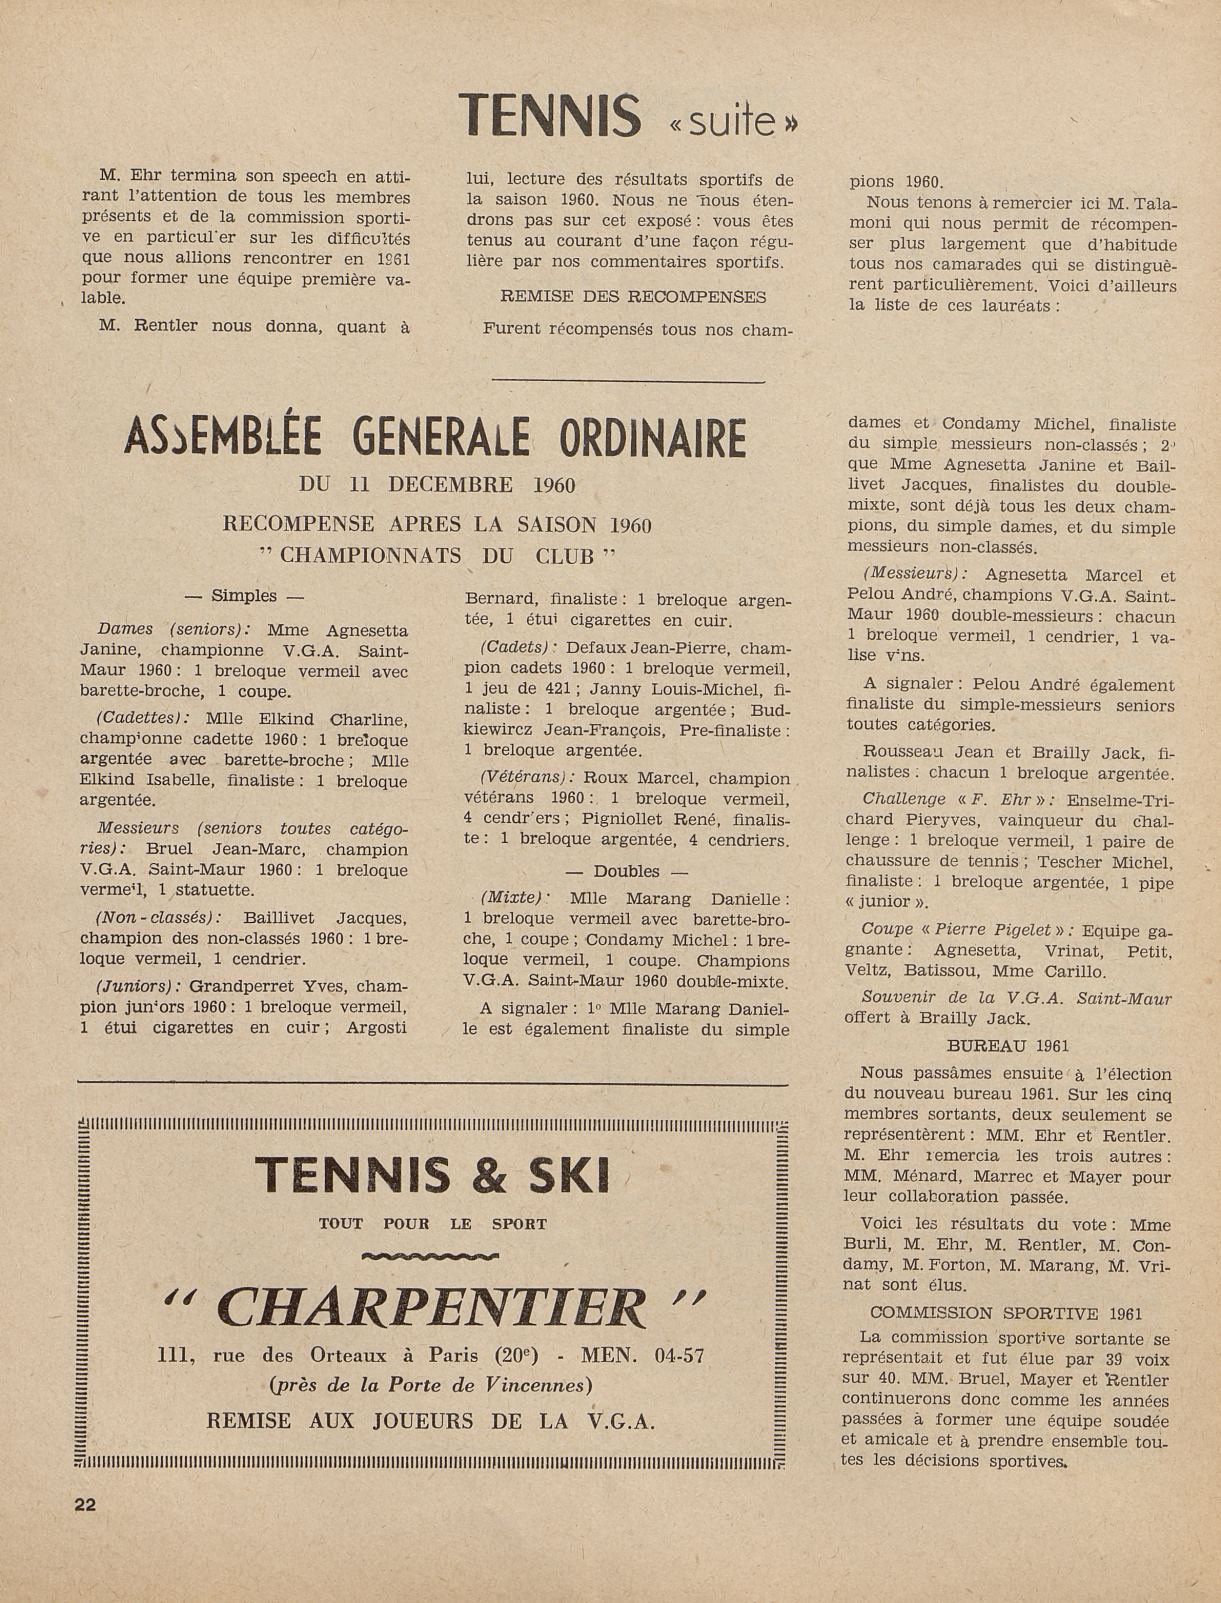 TENNIS «suite»
M. Ehr termina son speech en atti-
rant l'attention de tous les membres
présents et de la commission sporti-
ve en particulier sur les difficultés
que nous allions rencontrer en 1961
pour former une équipe première va-
lable.
M. Rentler nous donna, quant à
lui, lecture des résultats sportifs de
la saison 1960. Nous ne nous éten-
drons pas sur cet exposé : vous êtes
tenus au courant d'une façon régu-
lière par nos commentaires sportifs.
REMISE DES RECOMPENSES
Furent récompensés tous nos cham-
pions 1960.
Nous tenons à remercier ici M. Tala-
moni qui nous permit de récompen-
ser plus largement que d'habitude
tous nos camarades qui se distinguè-
rent particulièrement. Voici d'ailleurs
la liste de ces lauréats :
ASSEMBLÉE GENERALE ORDINAIRE
DU 11 DECEMBRE 1960
RECOMPENSE APRES LA SAISON 1960
" CHAMPIONNATS DU CLUB "
— Simples —
Dames (seniors) : Mme Agnesetta
Janine, championne V.G.A. Saint-
Maur 1960 : 1 breloque vermeil avec
barette-broche, 1 coupe.
(Cadettes) : Mlle Elkind Charline,
championne cadette 1960 : 1 breloque
argentée avec barette-broche ; Mlle
Elkind Isabelle, finaliste : 1 breloque
argentée.
Messieurs (seniors toutes catégo-
ries) : Bruel Jean-Marc, champion
V.G.A. Saint-Maur 1960 : 1 breloque
vermeil, 1 statuette.
(Non-classés) : Baillivet Jacques,
champion des non-classés 1960 : 1 bre-
loque vermeil, 1 cendrier.
(Juniors) : Grandperret Yves, cham-
pion juniors 1960 : 1 breloque vermeil,
1 étui cigarettes en cuir ; Argosti
Bernard, finaliste : 1 breloque argen-
tée, 1 étui cigarettes en cuir.
(Cadets) : Defaux Jean-Pierre, cham-
pion cadets 1960 : 1 breloque vermeil,
1 jeu de 421 ; Janny Louis-Michel, fi-
naliste : 1 breloque argentée ; Bud-
kiewircz Jean-François, Pre-finaliste :
1 breloque argentée.
(Vétérans) : Roux Marcel, champion
vétérans 1960 : 1 breloque vermeil,
4 cendriers ; Pigniollet René, finalis-
te : 1 breloque argentée, 4 cendriers.
— Doubles —
(Mixte) : Mlle Marang Danielle :
1 breloque vermeil avec barette-bro-
che, 1 coupe ; Condamy Michel : 1 bre-
loque vermeil, 1 coupe. Champions
V.G.A. Saint-Maur 1960 double-mixte.
A signaler : 1° Mlle Marang Daniel-
le est également finaliste du simple
dames et Condamy Michel, finaliste
du simple messieurs non-classés ; 2°
que Mme Agnesetta Janine et Bail-
livet Jacques, finalistes du double-
mixte, sont déjà tous les deux cham-
pions, du simple dames, et du simple
messieurs non-classés.
(Messieurs) : Agnesetta Marcel et
Pelou André, champions V.G.A. Saint-
Maur 1960 double-messieurs : chacun
1 breloque vermeil, 1 cendrier, 1 va-
lise vins.
A signaler : Pelou André également
finaliste du simple-messieurs seniors
toutes catégories.
Rousseau Jean et Brailly Jack, fi-
nalistes : chacun 1 breloque argentée.
Challenge « F. Ehr » : Enselme-Tri-
chard Pieryves, vainqueur du chal-
lenge : 1 breloque vermeil, 1 paire de
chaussure de tennis ; Tescher Michel,
finaliste : 1 breloque argentée, 1 pipe
« junior ».
Coupe « Pierre Pigelet » : Equipe ga-
gnante : Agnesetta, Vrinat, Petit,
Veltz, Batissou, Mme Carillo.
Souvenir de la V.G.A. Saint-Maur
offert à Brailly Jack.
BUREAU 1961
Nous passâmes ensuite à l'élection
du nouveau bureau 1961. Sur les cinq
membres sortants, deux seulement se
représentèrent : MM. Ehr et Rentler.
M. Ehr remercia les trois autres :
MM. Ménard, Marrec et Mayer pour
leur collaboration passée.
Voici les résultats du vote : Mme
Burli, M. Ehr, M. Rentler, M. Con-
damy, M. Forton, M. Marang, M. Vri-
nat sont élus.
COMMISSION SPORTIVE 1961
La commission sportive sortante se
représentait et fut élue par 39 voix
sur 40. MM. Bruel, Mayer et Rentler
continuerons donc comme les années
passées à former une équipe soudée
et amicale et à prendre ensemble tou-
tes les décisions sportives.
TENNIS & SKI
TOUT POUR LE SPORT
" CHARPENTIER "
111, rue des Orteaux à Paris (20e) - MEN. 04-57
(près de la Porte de Vincennes)
REMISE AUX JOUEURS DE LA V.G.A.
22